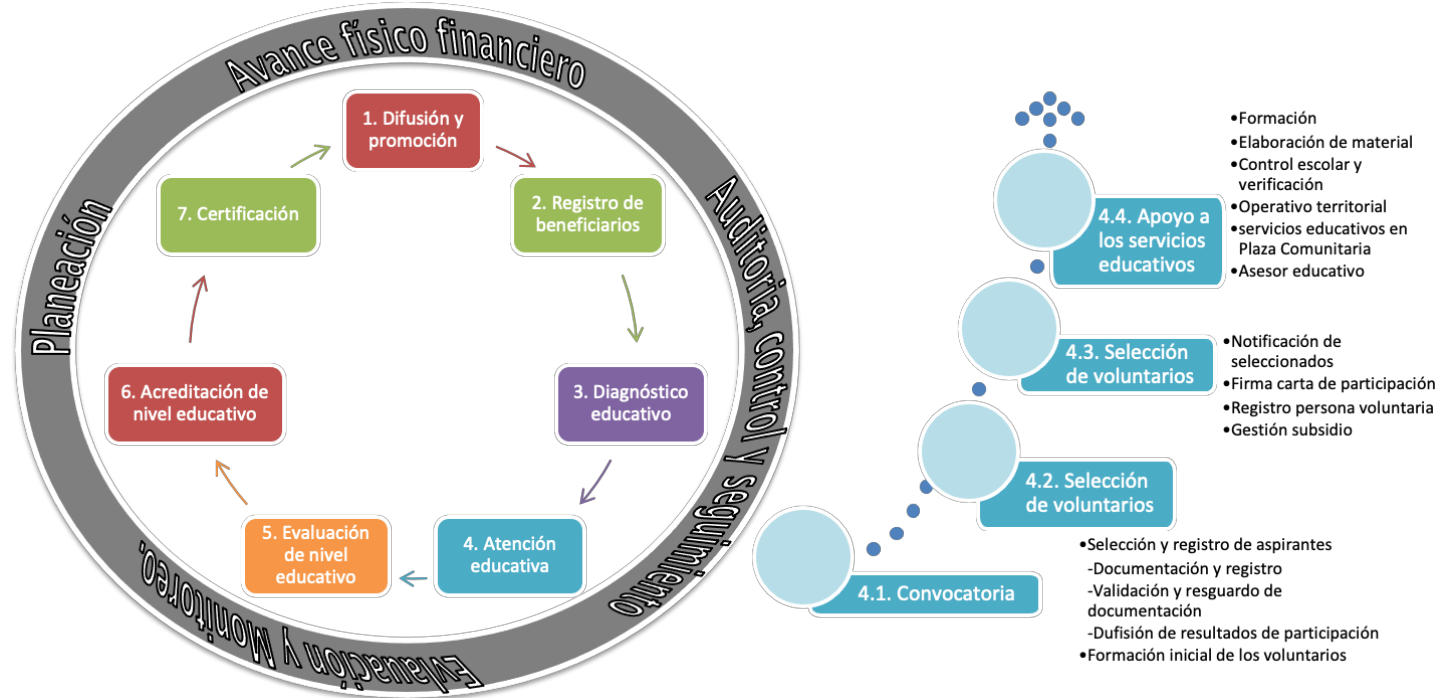 Avance físico financiero
Auditoria, control y seguimiento
Evlauación y Monitoreo.
Planeación
1. Difusión y
promoción
2. Registro de
beneficiarios
3. Diagnóstico
educativo
4. Atención
educativa
5. Evaluación
de nivel
educativo
6. Acreditación de
nivel educativo
7. Certificación
4.1. Convocatoria
4.2. Selección
de voluntarios
•Selección y registro de aspirantes
-Documentación y registro
-Validación y resguardo de
documentación
-Dufisión de resultados de participación
•Formación inicial de los voluntarios
4.3. Selección
de voluntarios
•Notificación de
seleccionados
•Firma carta de participación
•Registro persona voluntaria
•Gestión subsidio
4.4. Apoyo a
los servicios
educativos
•Formación
•Elaboración de material
•Control escolar y
verificación
•Operativo territorial
•servicios educativos en
Plaza Comunitaria
•Asesor educativo